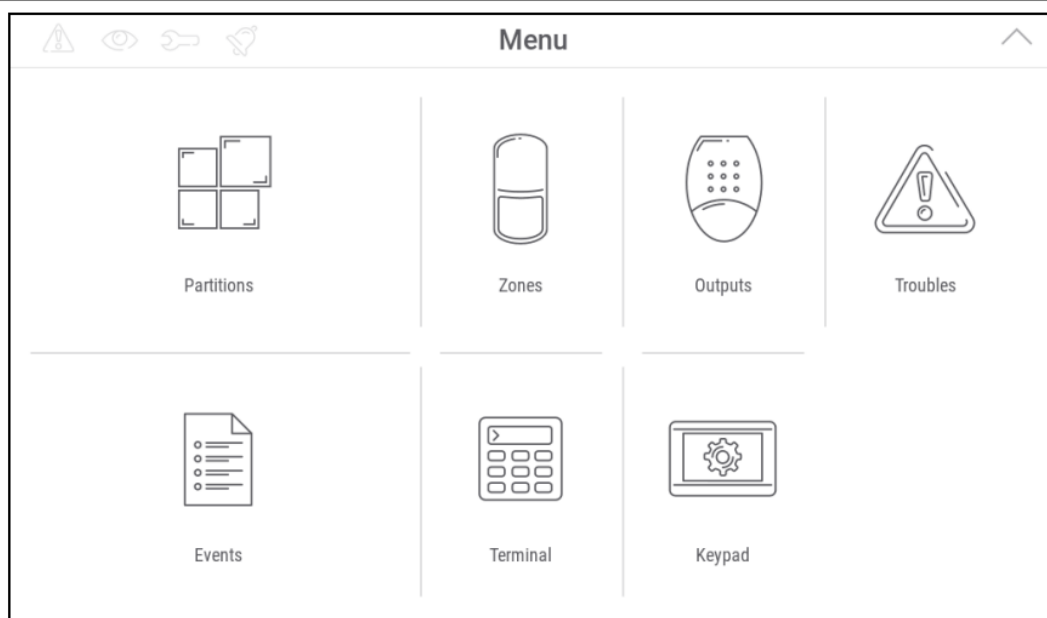 Menu
Partitions
Zones
Outputs
Troubles
Events
Terminal
Keypad